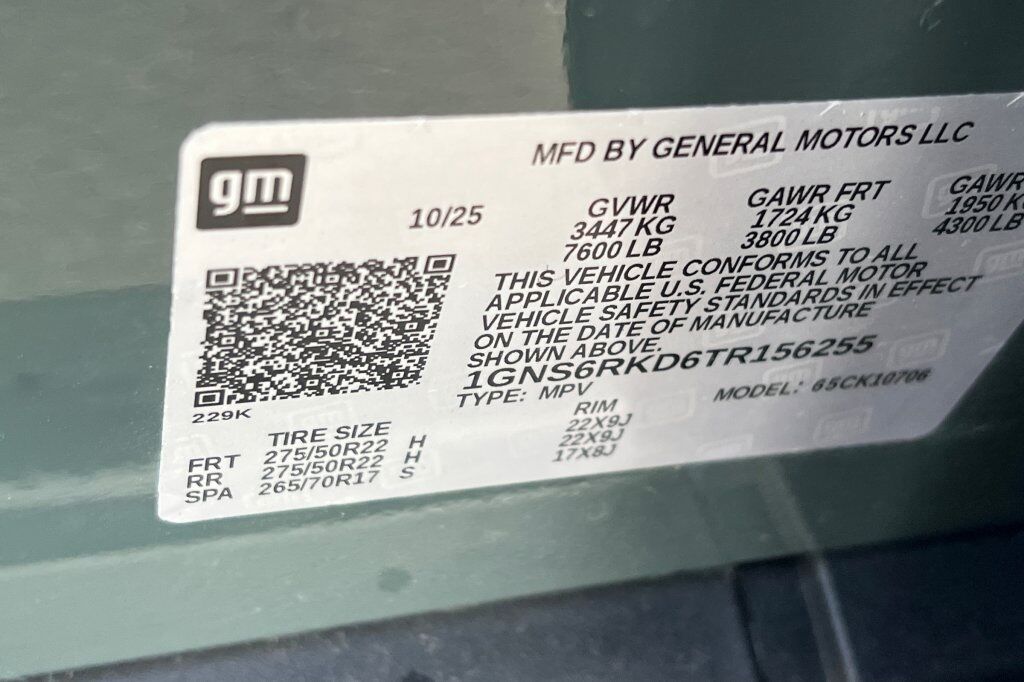 gm
MFD BY GENERAL MOTORS LLC
10/25
GVWR
3447 KG
7600 LB
GAWR FRT
1724 KG
3800 LB
GAWR
1950 K
4300 LB
THIS VEHICLE CONFORMS TO ALL
APPLICABLE U.S. FEDERAL MOTOR
VEHICLE SAFETY STANDARDS IN EFFECT
ON THE DATE OF MANUFACTURE
SHOWN ABOVE.
1GNS6RKD6TR156255
TYPE: MPV
MODEL: 65CK10706
229K
TIRE SIZE
RIM
FRT 275/50R22 H 22X9J
RR 275/50R22 H 22X9J
SPA 265/70R17 S 17X8J